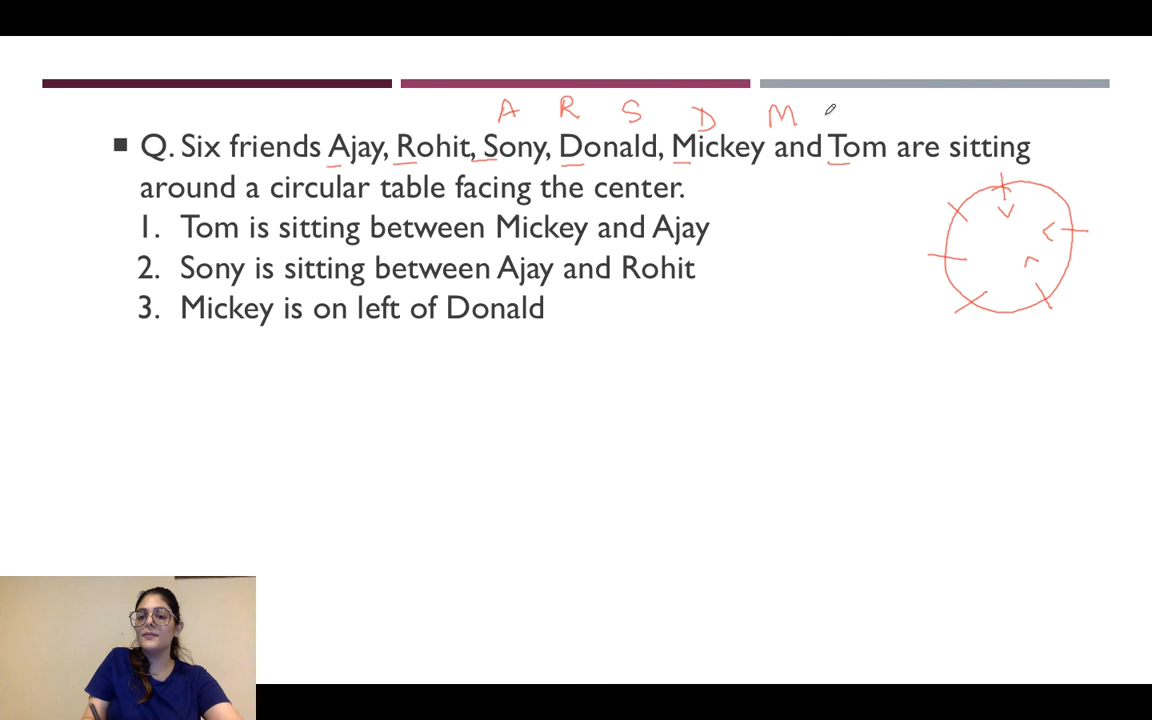 A R S D M
Q. Six friends Ajay, Rohit, Sony, Donald, Mickey and Tom are sitting
around a circular table facing the center.
1. Tom is sitting between Mickey and Ajay
2. Sony is sitting between Ajay and Rohit
3. Mickey is on left of Donald